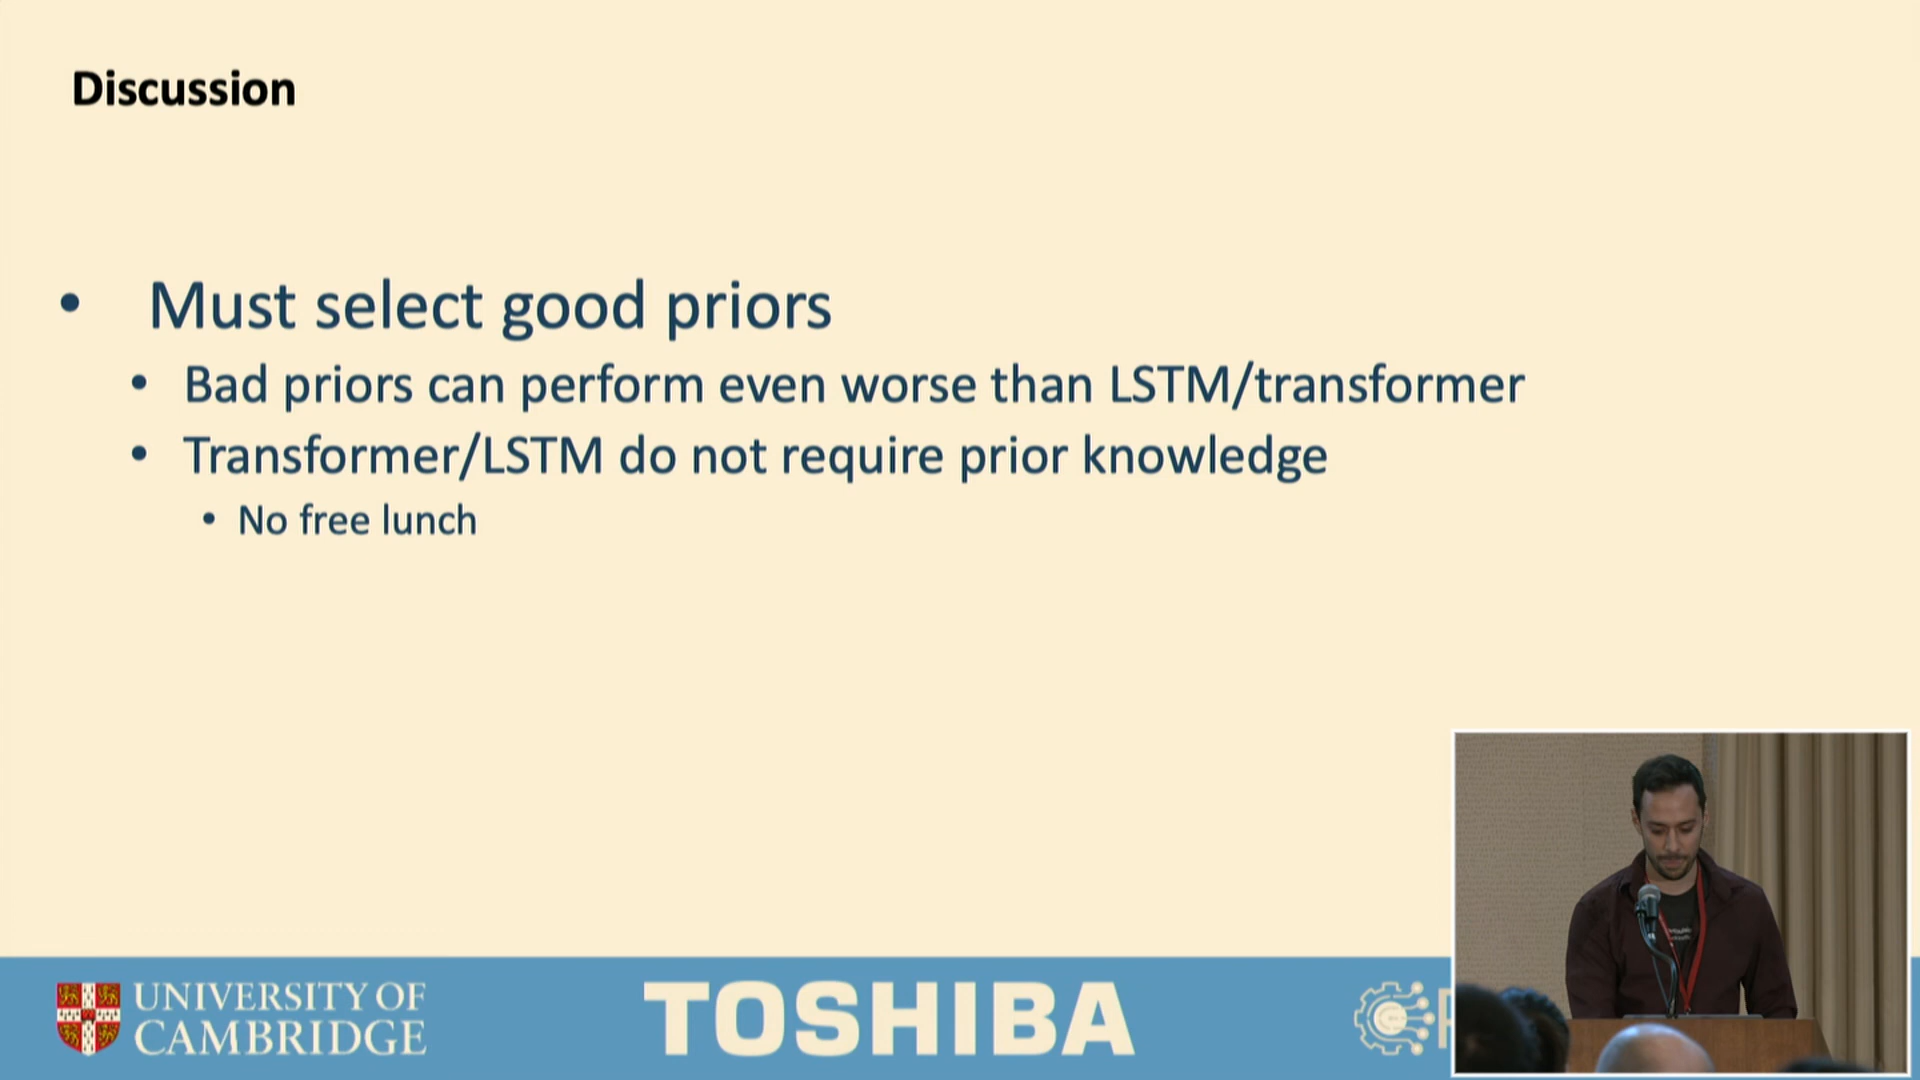 Discussion
• Must select good priors
• Bad priors can perform even worse than LSTM/transformer
• Transformer/LSTM do not require prior knowledge
• No free lunch
UNIVERSITY OF
CAMBRIDGE
TOSHIBA